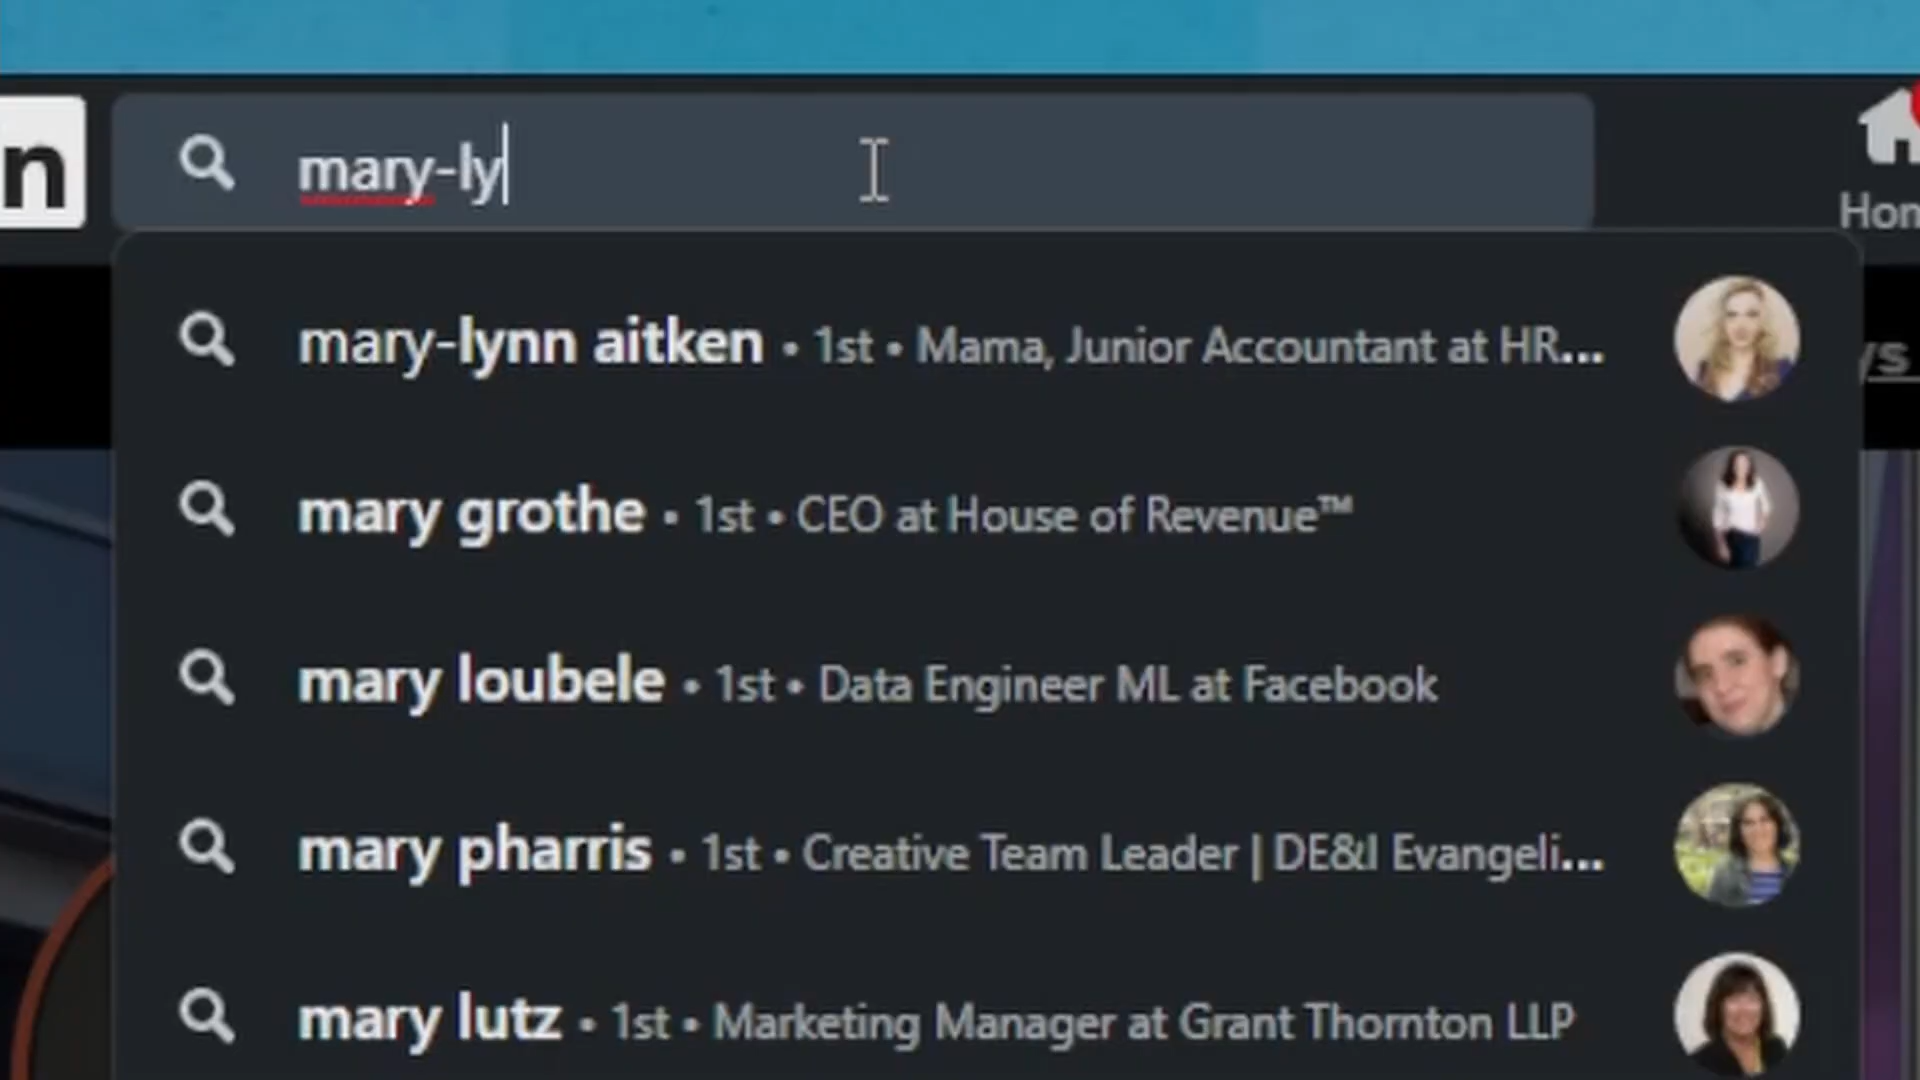 n
mary-ly
Hom
mary-lynn aitken • 1st • Mama, Junior Accountant at HR...
ys
mary grothe • 1st • CEO at House of Revenue™
mary loubele • 1st • Data Engineer ML at Facebook
mary pharris • 1st • Creative Team Leader | DE&I Evangeli...
mary lutz • 1st • Marketing Manager at Grant Thornton LLP